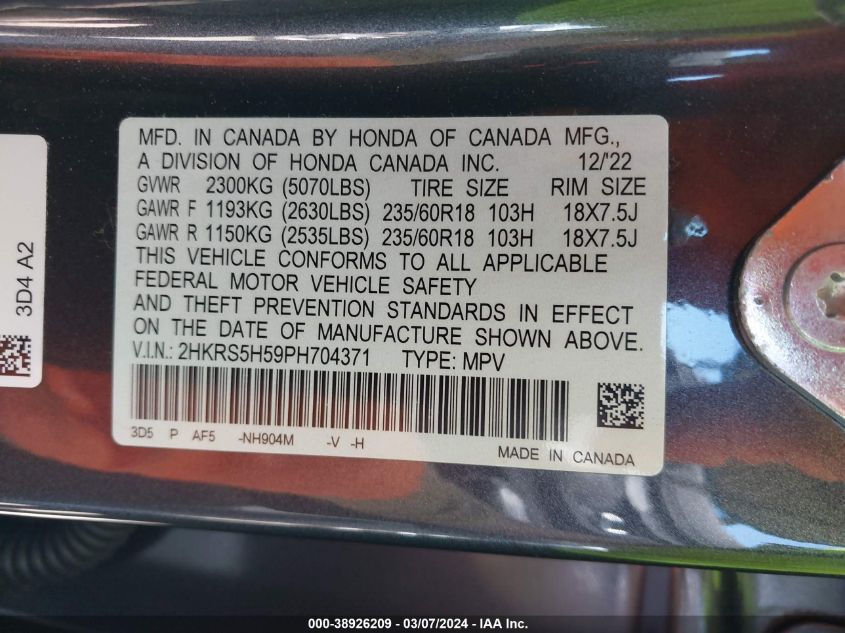 MFD. IN CANADA BY HONDA OF CANADA MFG.,
A DIVISION OF HONDA CANADA INC. 12/'22
GVWR 2300KG (5070LBS) TIRE SIZE RIM SIZE
GAWR F 1193KG (2630LBS) 235/60R18 103H 18X7.5J
GAWR R 1150KG (2535LBS) 235/60R18 103H 18X7.5J
THIS VEHICLE CONFORMS TO ALL APPLICABLE
FEDERAL MOTOR VEHICLE SAFETY
AND THEFT PREVENTION STANDARDS IN EFFECT
ON THE DATE OF MANUFACTURE SHOWN ABOVE.
V.I.N.: 2HKRS5H59PH704371 TYPE: MPV
3D5 P AF5 -NH904M -V -H
MADE IN CANADA
3D4 A2
000-38926209 - 03/07/2024 - IAA Inc.